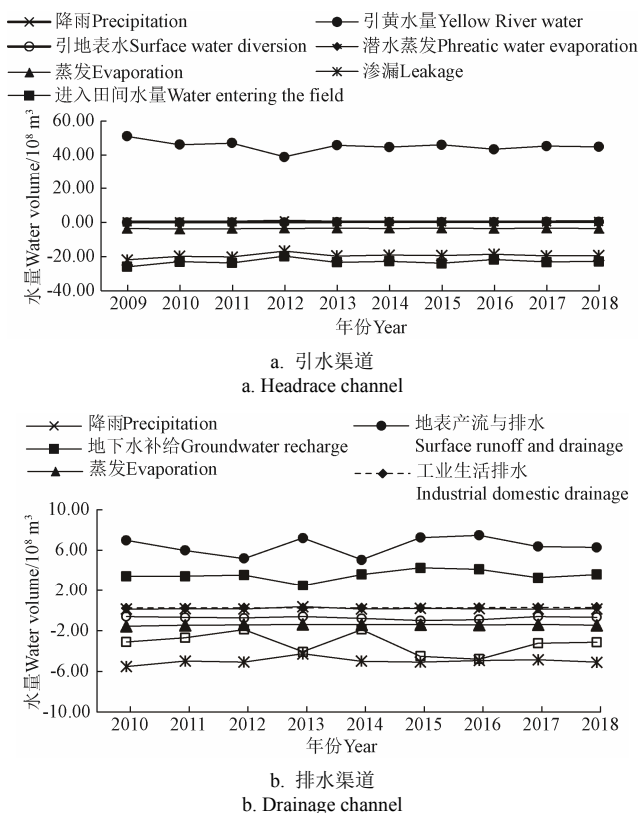 降雨Precipitation
引黄水量Yellow River water
引地表水Surface water diversion
潜水蒸发Phreatic water evaporation
蒸发Evaporation
渗漏Leakage
进入田间水量Water entering the field
水量Water volume/10⁸ m³
60.00
40.00
20.00
0.00
-20.00
-40.00
2009 2010 2011 2012 2013 2014 2015 2016 2017 2018
年份Year
a. 引水渠道
a. Headrace channel
降雨Precipitation
地表产流与排水
地下水补给Groundwater recharge
Surface runoff and drainage
蒸发Evaporation
工业生活排水
Industrial domestic drainage
水量Water volume/10⁸ m³
10.00
6.00
2.00
-2.00
-6.00
-10.00
2010 2011 2012 2013 2014 2015 2016 2017 2018
年份Year
b. 排水渠道
b. Drainage channel